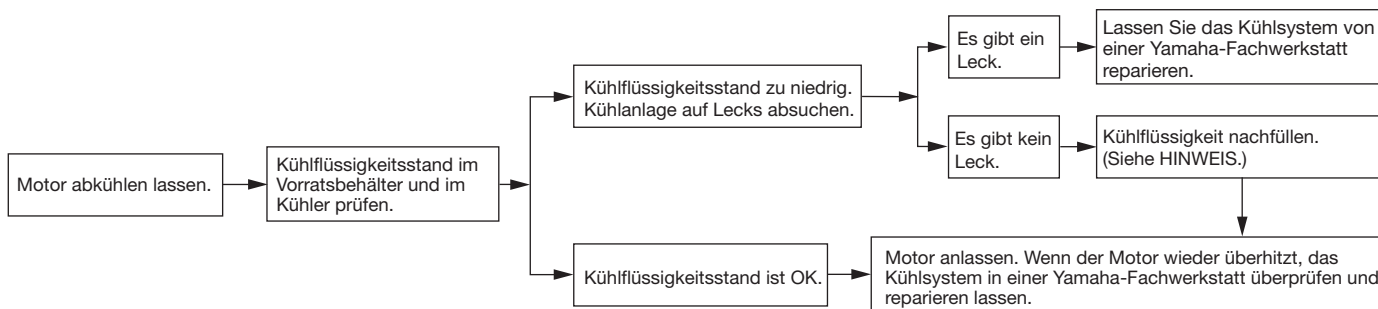 Motor abkühlen lassen.
Kühlflüssigkeitsstand im
Vorratsbehälter und im
Kühler prüfen.
Kühlflüssigkeitsstand zu niedrig.
Kühlanlage auf Lecks absuchen.
Es gibt ein
Leck.
Lassen Sie das Kühlsystem von
einer Yamaha-Fachwerkstatt
reparieren.
Es gibt kein
Leck.
Kühlflüssigkeit nachfüllen.
(Siehe HINWEIS.)
Kühlflüssigkeitsstand ist OK.
Motor anlassen. Wenn der Motor wieder überhitzt, das
Kühlsystem in einer Yamaha-Fachwerkstatt überprüfen und
reparieren lassen.